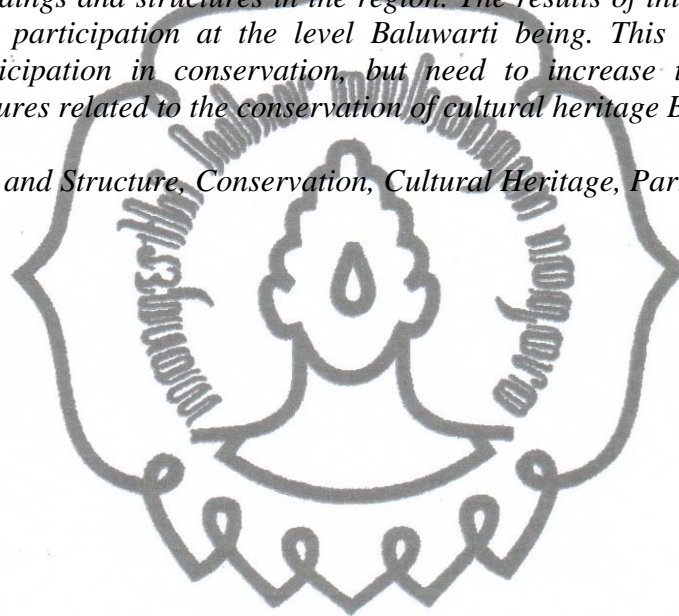 dings and structures in the region. The results of thi
participation at the level Baluwarti being. This
icipation in conservation, but need to increase t
ures related to the conservation of cultural heritage B
and Structure, Conservation, Cultural Heritage, Par